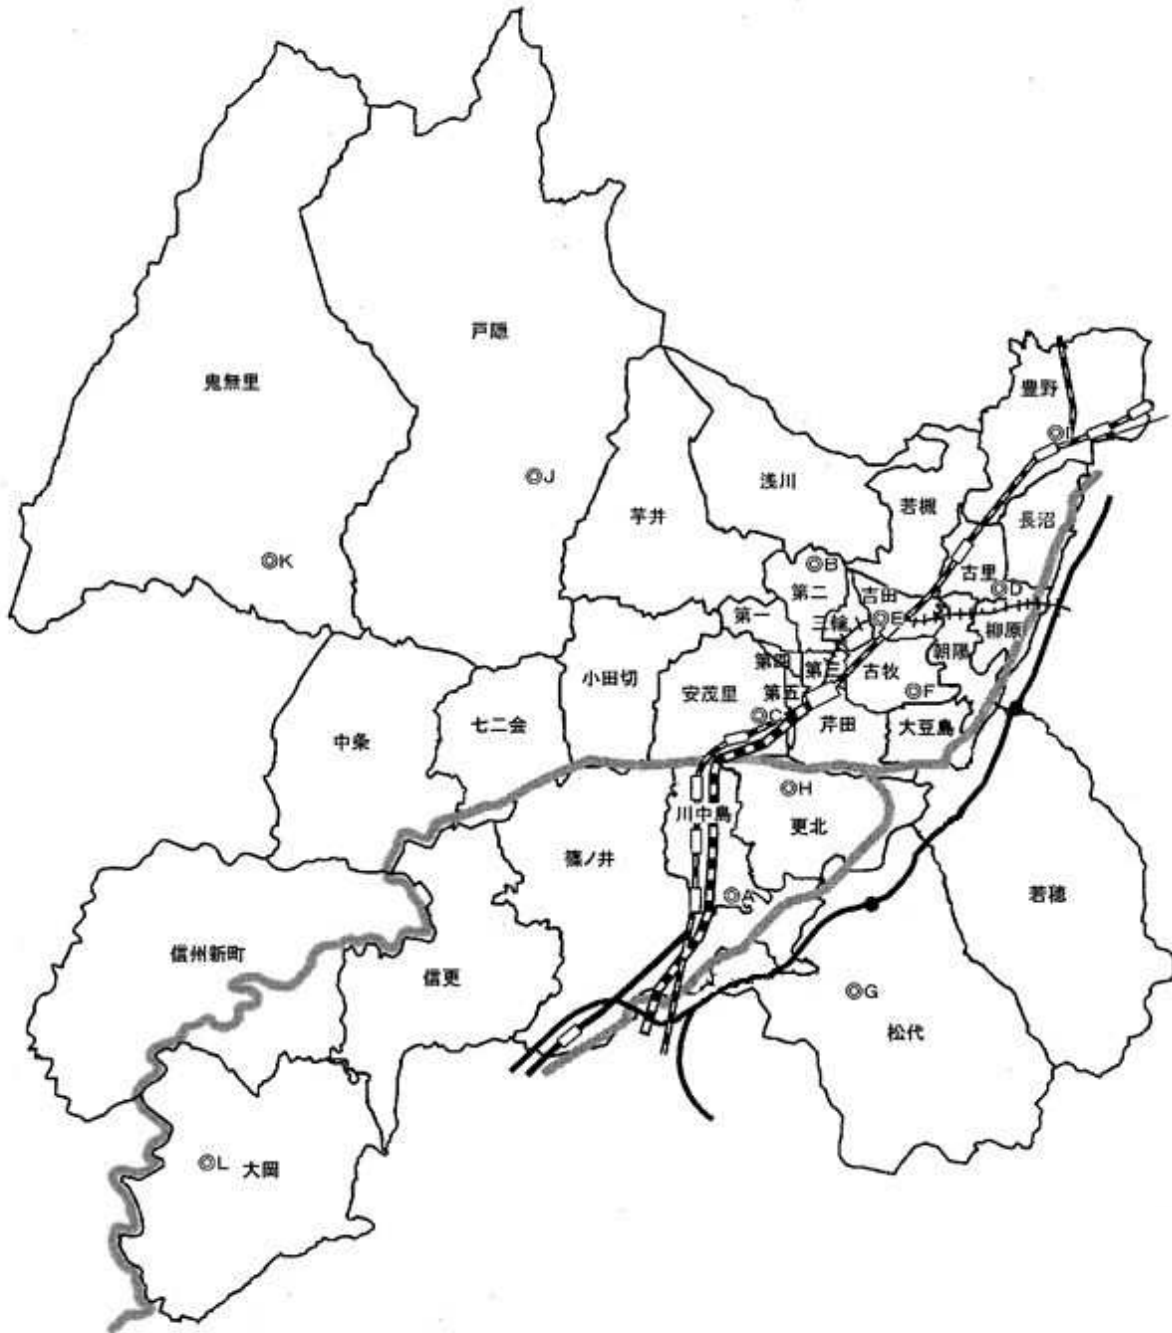 戸隠
鬼無里
豊野
◎I
◎J
浅川
芋井
若槻
長沼
◎K
◎B
古里
◎D
第二
吉田
第一
三輪
◎E
柳原
朝陽
第四
第三
古牧
小田切
安茂里
第五
◎F
◎C
七二会
中条
芹田
大豆島
◎H
川中島
更北
篠ノ井
◎A
若穂
信州新町
信更
◎G
松代
◎L
大岡